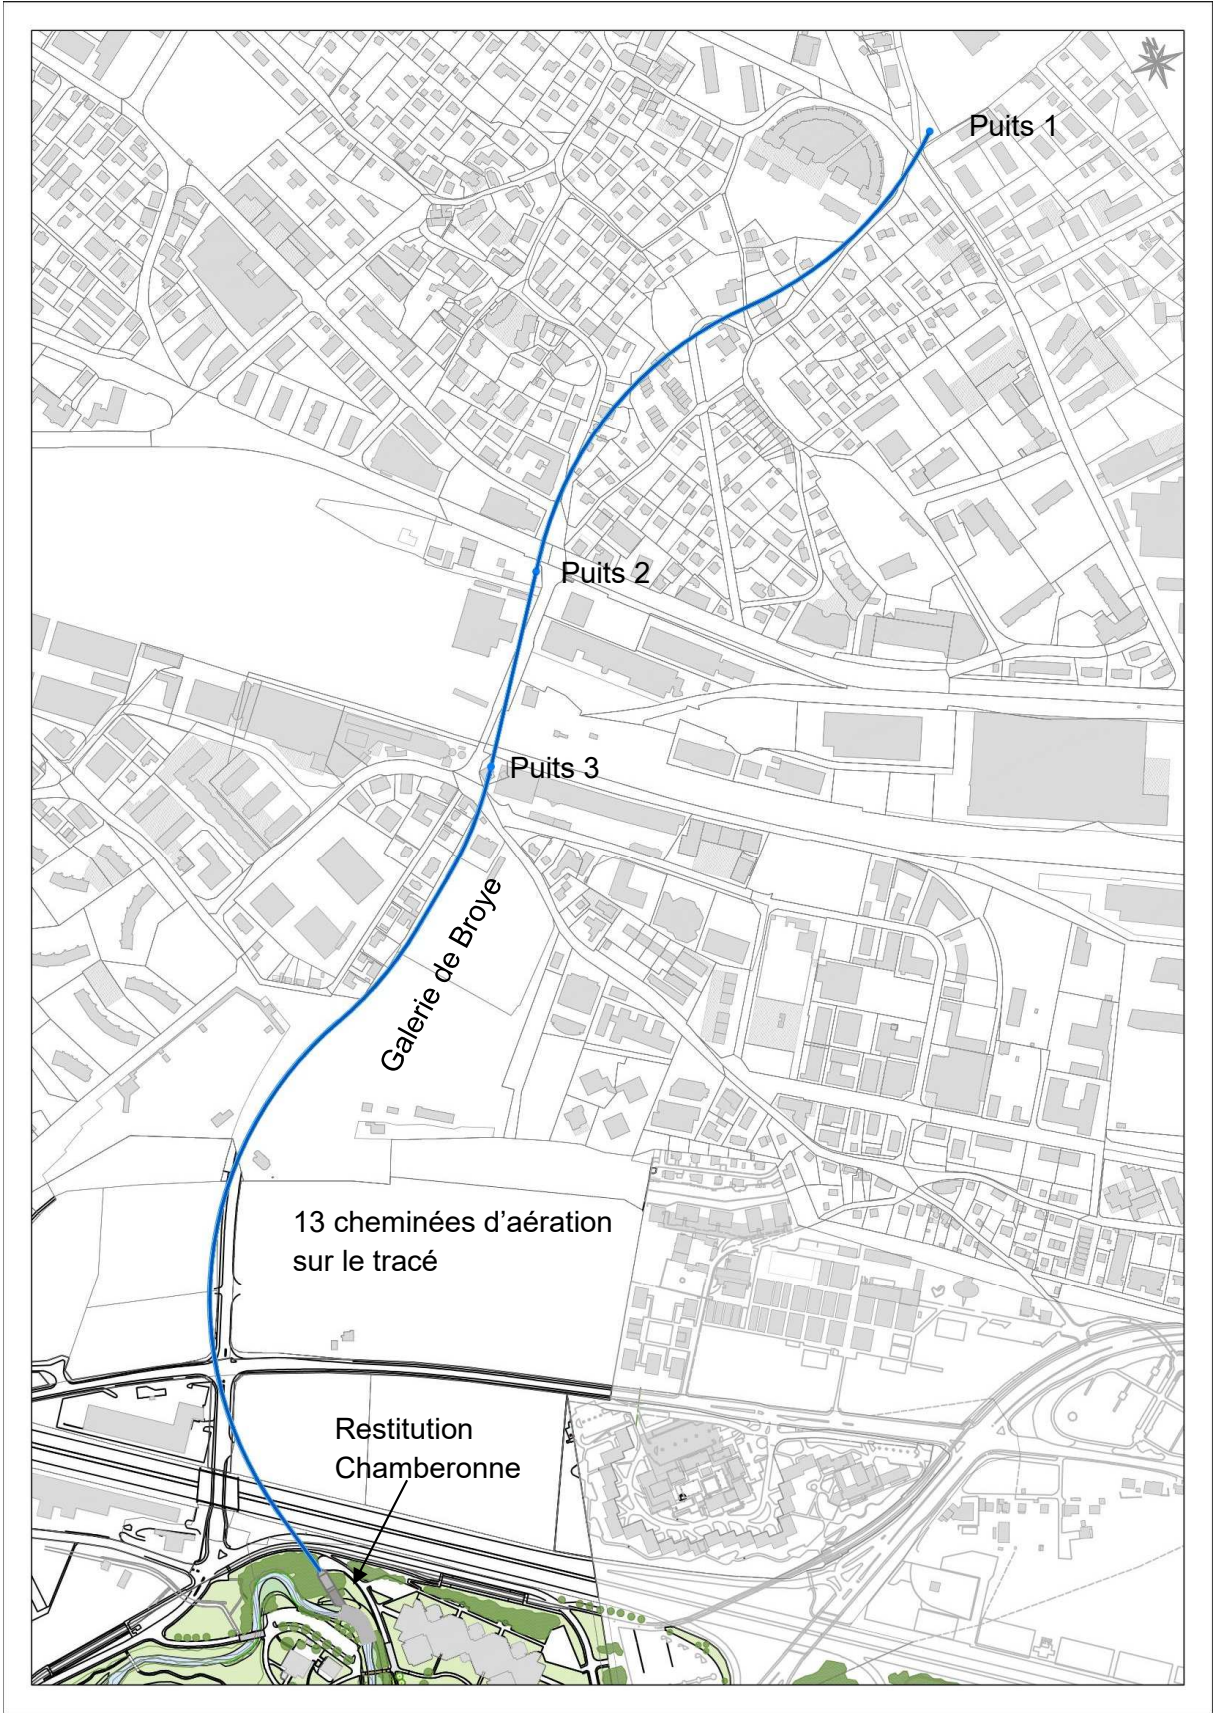 Puits 1
Puits 2
Puits 3
Galerie de Broye
13 cheminées d'aération
sur le tracé
Restitution
Chamberonne